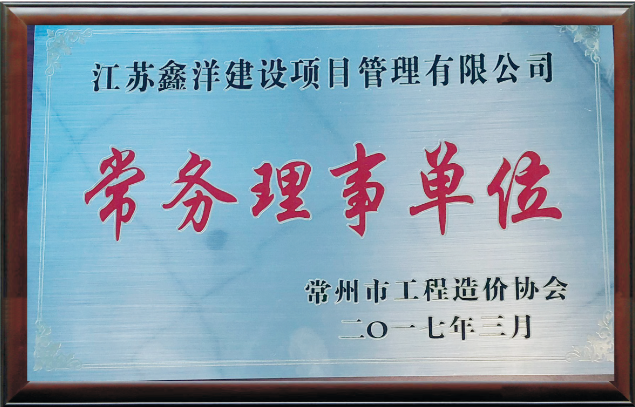 江苏鑫洋建设项目管理有限公司
常务理事单位
常州市工程造价协会
二〇一七年三月